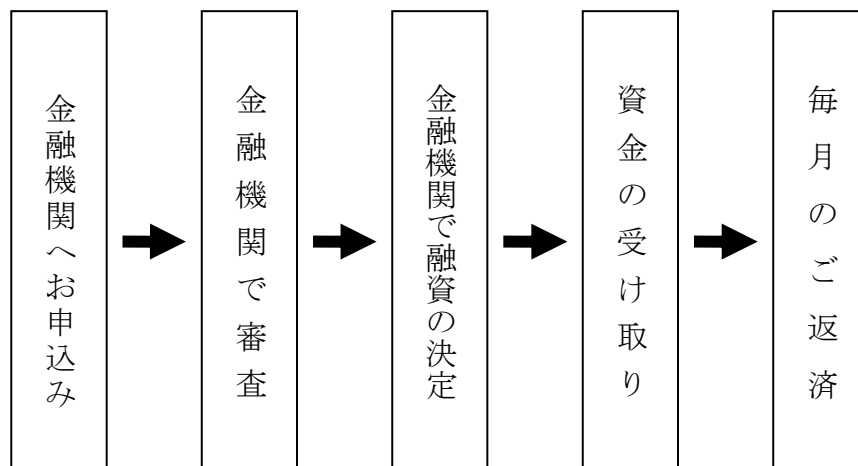 金融機関へお申込み
金融機関で審査
金融機関で融資の決定
資金の受け取り
毎月のご返済